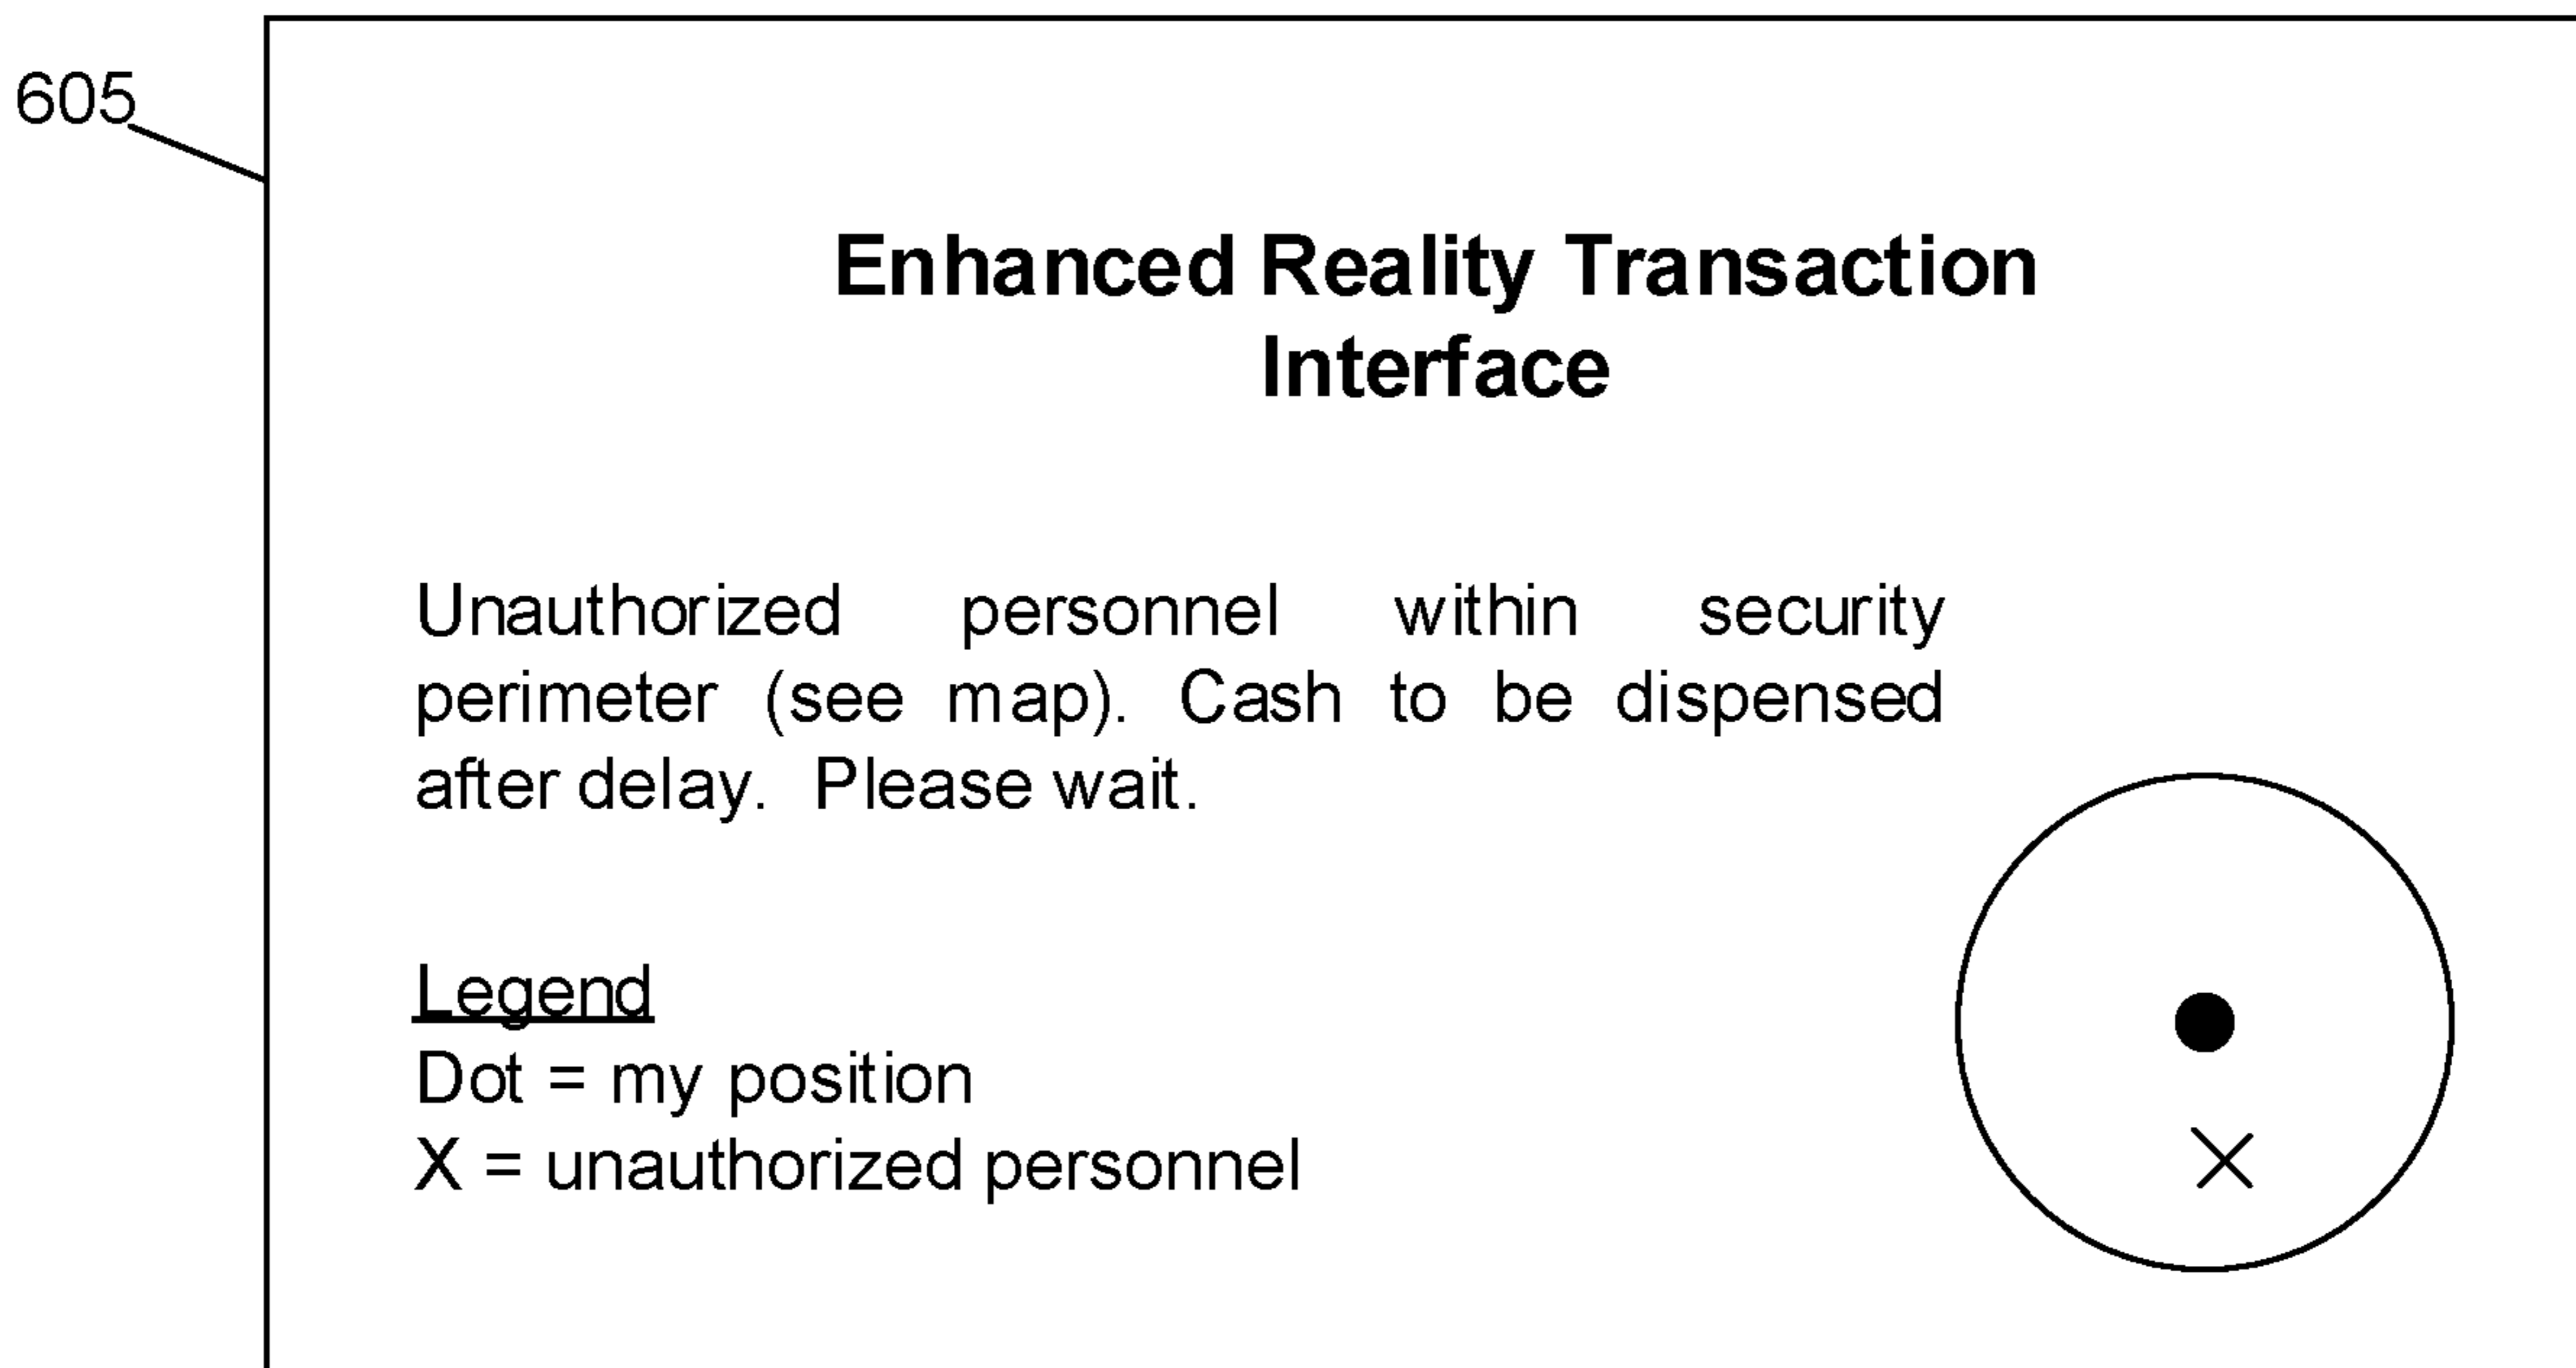 605
Enhanced Reality Transaction
Interface
Unauthorized personnel within security
perimeter (see map). Cash to be dispensed
after delay. Please wait.
Legend
Dot = my position
X = unauthorized personnel